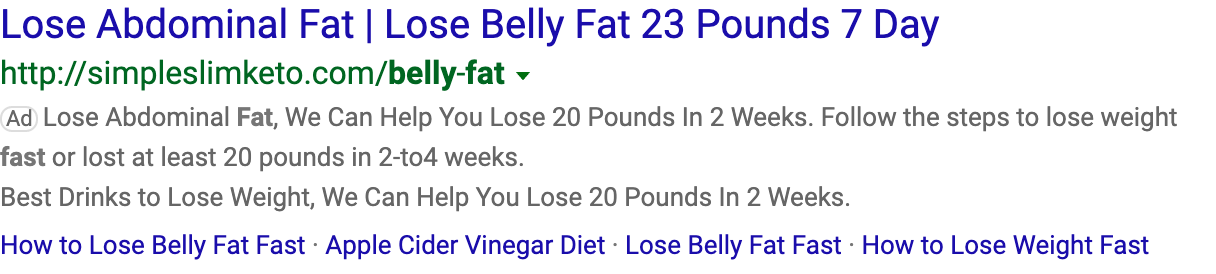 Lose Abdominal Fat | Lose Belly Fat 23 Pounds 7 Day
http://simpleslimketo.com/belly-fat
Ad Lose Abdominal Fat, We Can Help You Lose 20 Pounds In 2 Weeks. Follow the steps to lose weight
fast or lost at least 20 pounds in 2-to4 weeks.
Best Drinks to Lose Weight, We Can Help You Lose 20 Pounds In 2 Weeks.
How to Lose Belly Fat Fast · Apple Cider Vinegar Diet · Lose Belly Fat Fast · How to Lose Weight Fast